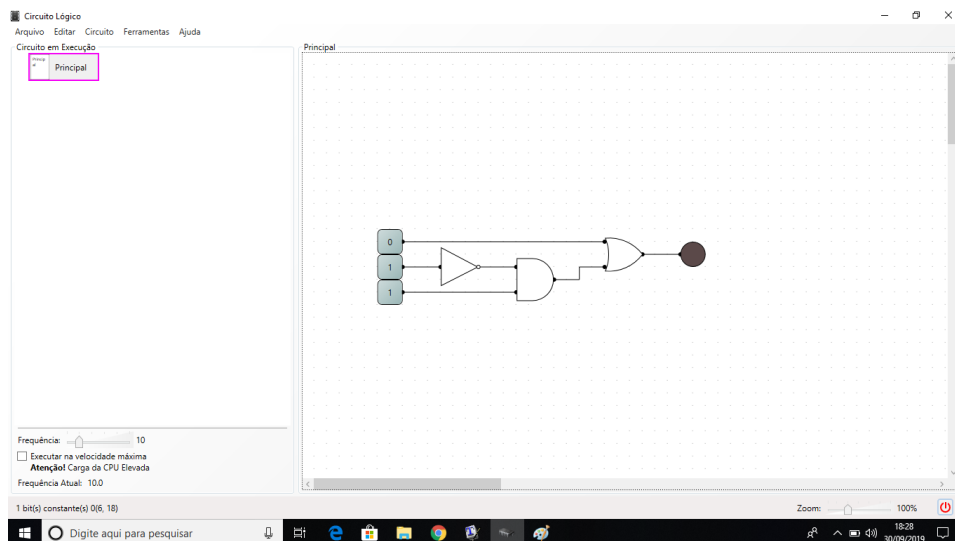 Circuito Lógico
Arquivo Editar Circuito Ferramentas Ajuda
Circuito em Execução
Princip
al
Principal
Principal
0
1
1
Frequência:
10
Executar na velocidade máxima
Atenção! Carga da CPU Elevada
Frequência Atual: 10.0
1 bit(s) constante(s) 0(6, 18)
Zoom:
100%
Digite aqui para pesquisar
18:28
30/09/2019